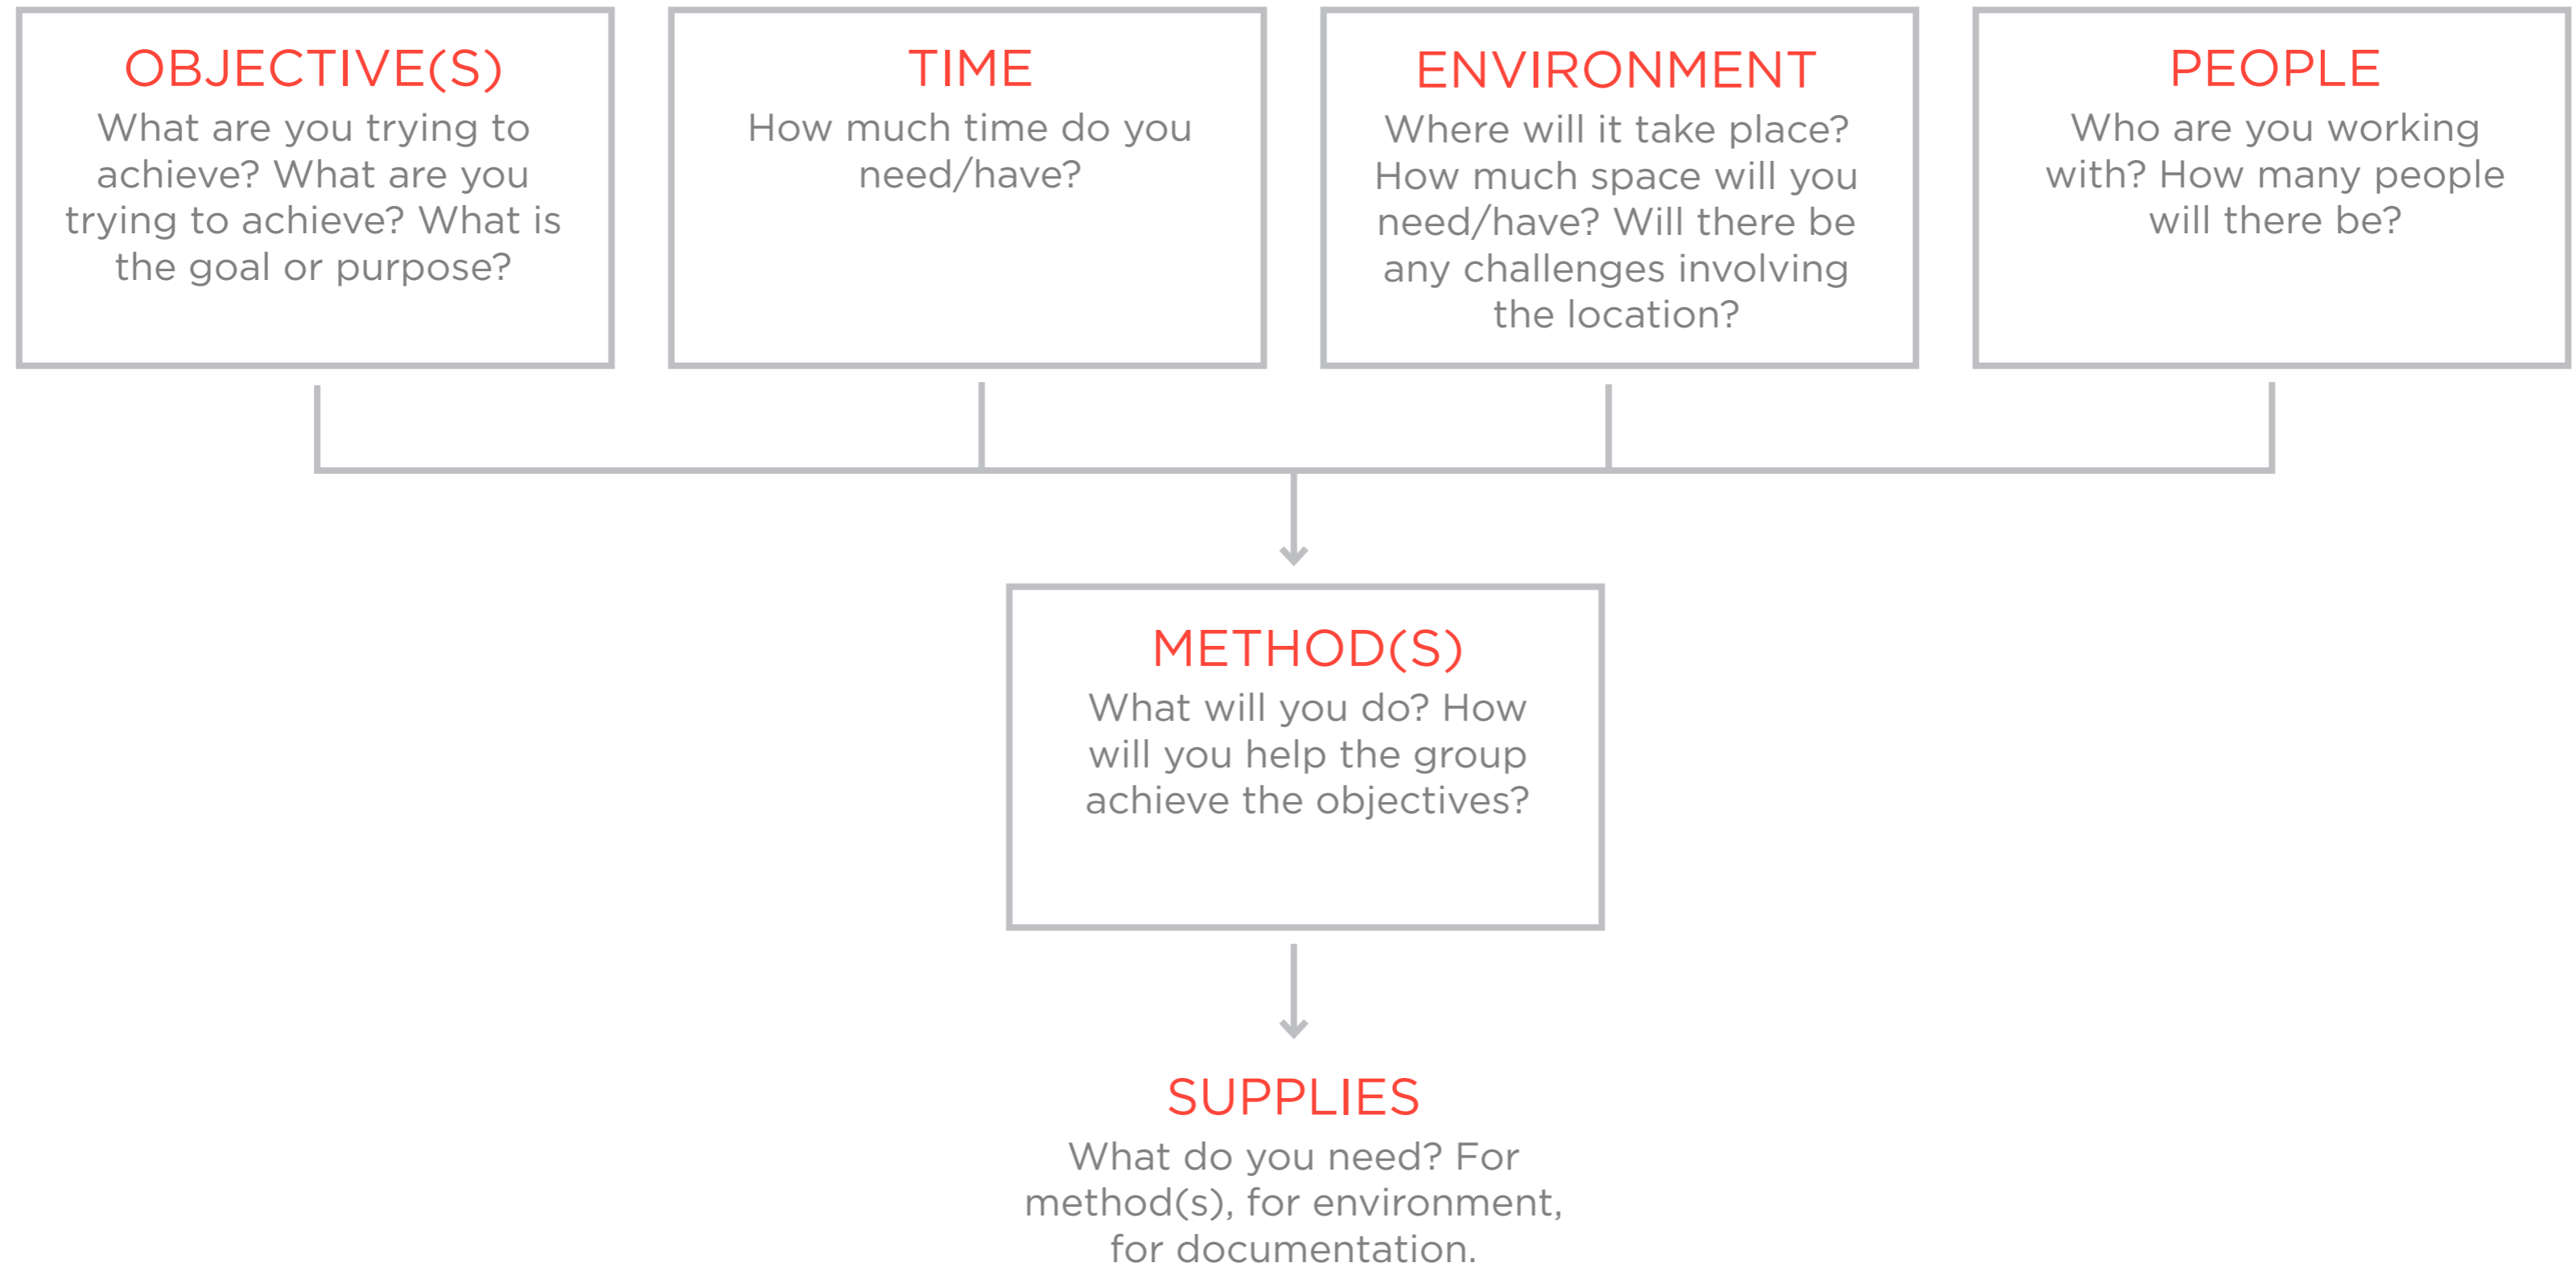 OBJECTIVE(S)
What are you trying to
achieve? What are you
trying to achieve? What is
the goal or purpose?
TIME
How much time do you
need/have?
ENVIRONMENT
Where will it take place?
How much space will you
need/have? Will there be
any challenges involving
the location?
PEOPLE
Who are you working
with? How many people
will there be?
METHOD(S)
What will you do? How
will you help the group
achieve the objectives?
SUPPLIES
What do you need? For
method(s), for environment,
for documentation.